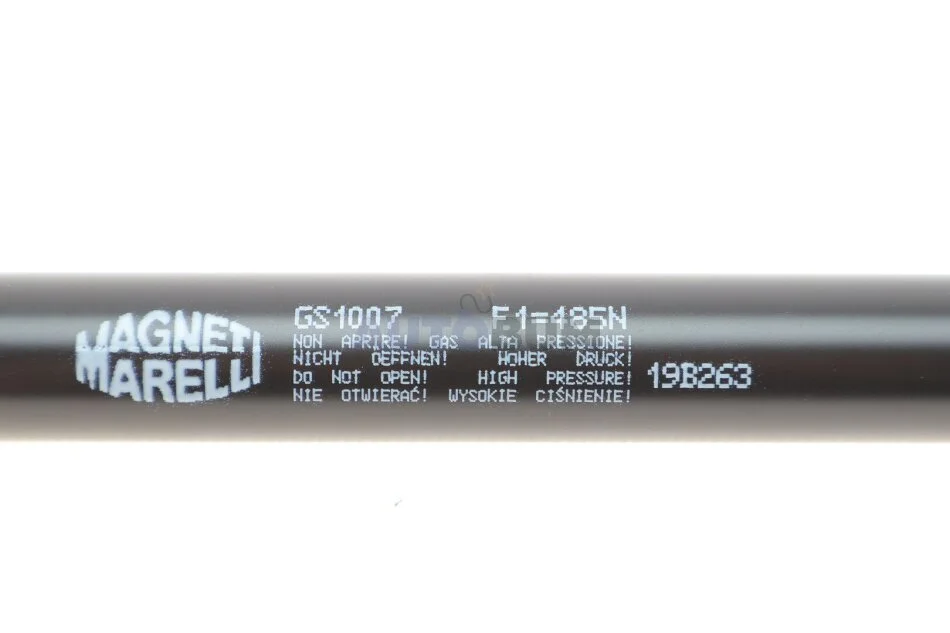 MAGNETI
MARELLI
GS1007 F1=485N
NON APRIRE! GAS ALTA PRESSIONE!
NICHT OEFFNEN! HOHER DRUCK!
DO NOT OPEN! HIGH PRESSURE!
NIE OTWIERAĆ! WYSOKIE CIŚNIENIE!
19B263